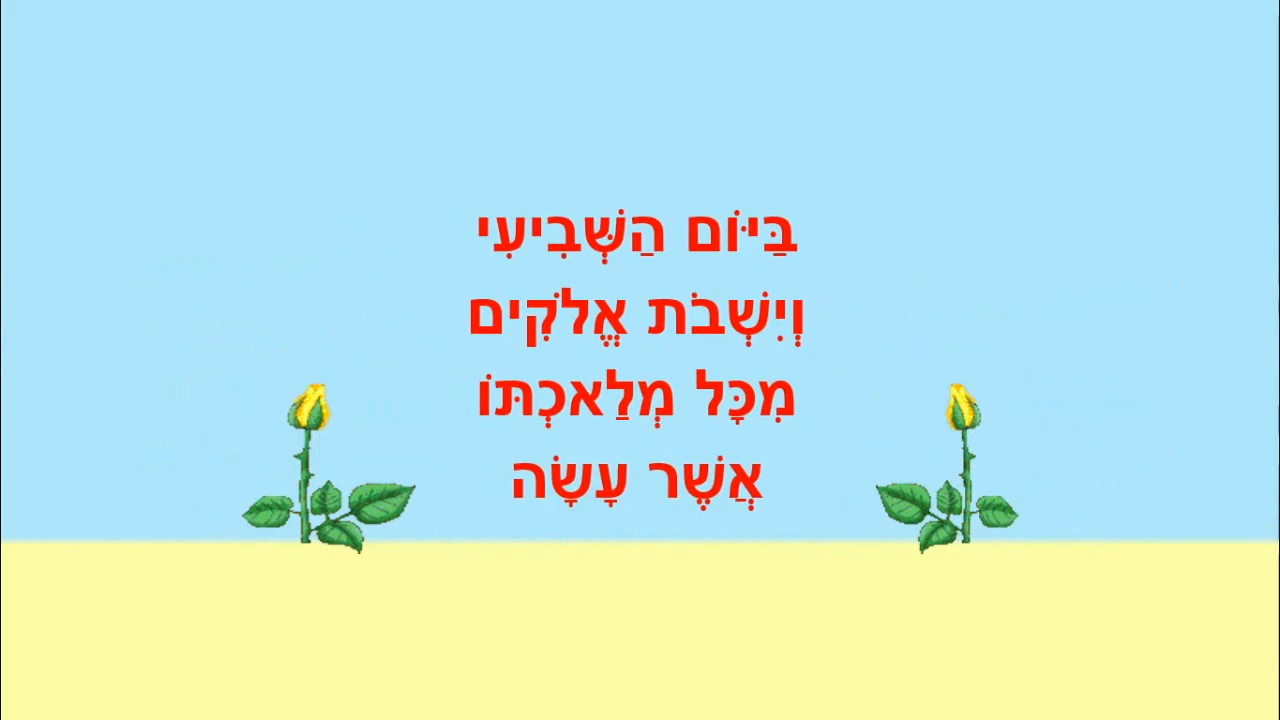 בַּיּוֹם הַשְּׁבִיעִי
וְיִשְׁבֹּת אֱלֹקִים
מִכָּל מְלַאכְתּוֹ
אֲשֶׁר עָשָׂה